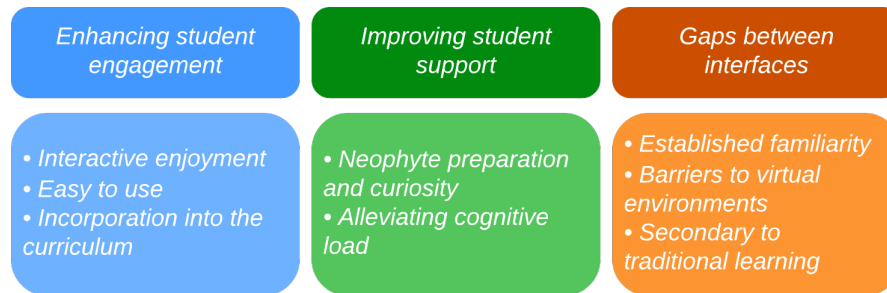 Enhancing student
engagement
Improving student
support
Gaps between
interfaces
• Interactive enjoyment
• Easy to use
• Incorporation into the
curriculum
• Neophyte preparation
and curiosity
• Alleviating cognitive
load
• Established familiarity
• Barriers to virtual
environments
• Secondary to
traditional learning